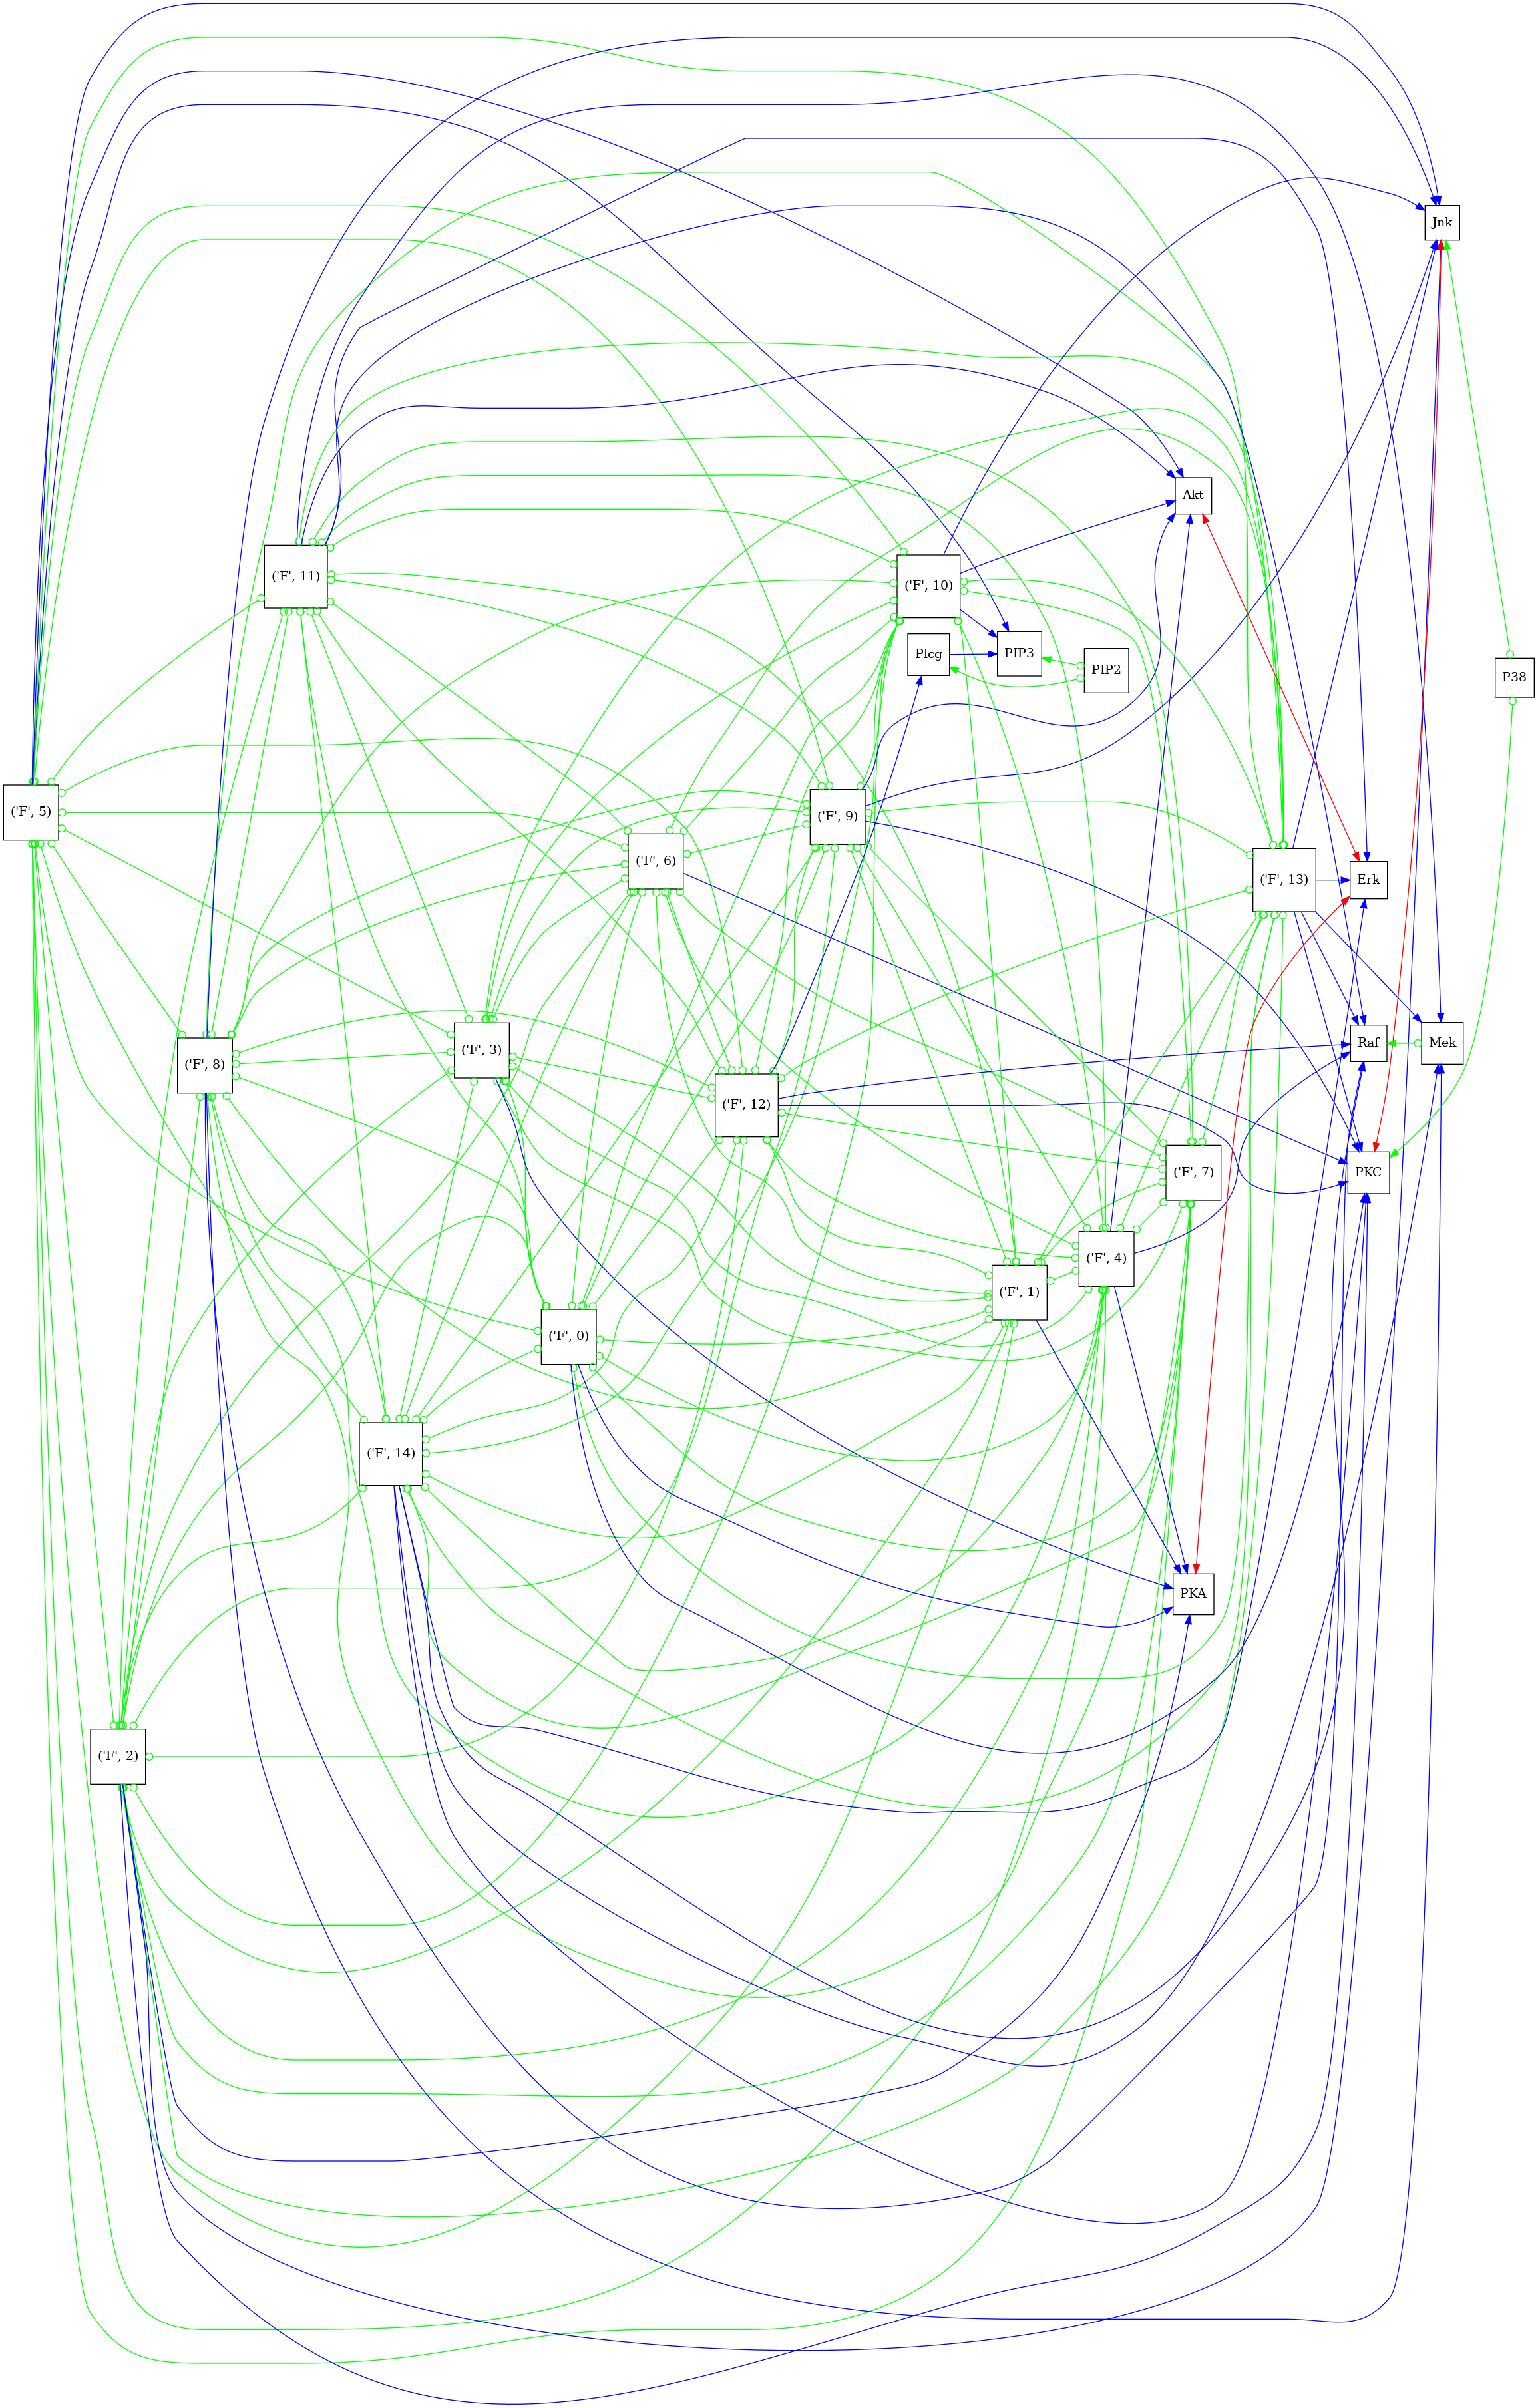 Jnk
Akt
('F', 11)
('F', 10)
Plcg
PIP3
PIP2
P38
('F', 5)
('F', 9)
('F', 6)
('F', 13)
Erk
('F', 8)
('F', 3)
Raf
Mek
('F', 12)
('F', 7)
PKC
('F', 4)
('F', 1)
('F', 0)
('F', 14)
PKA
('F', 2)